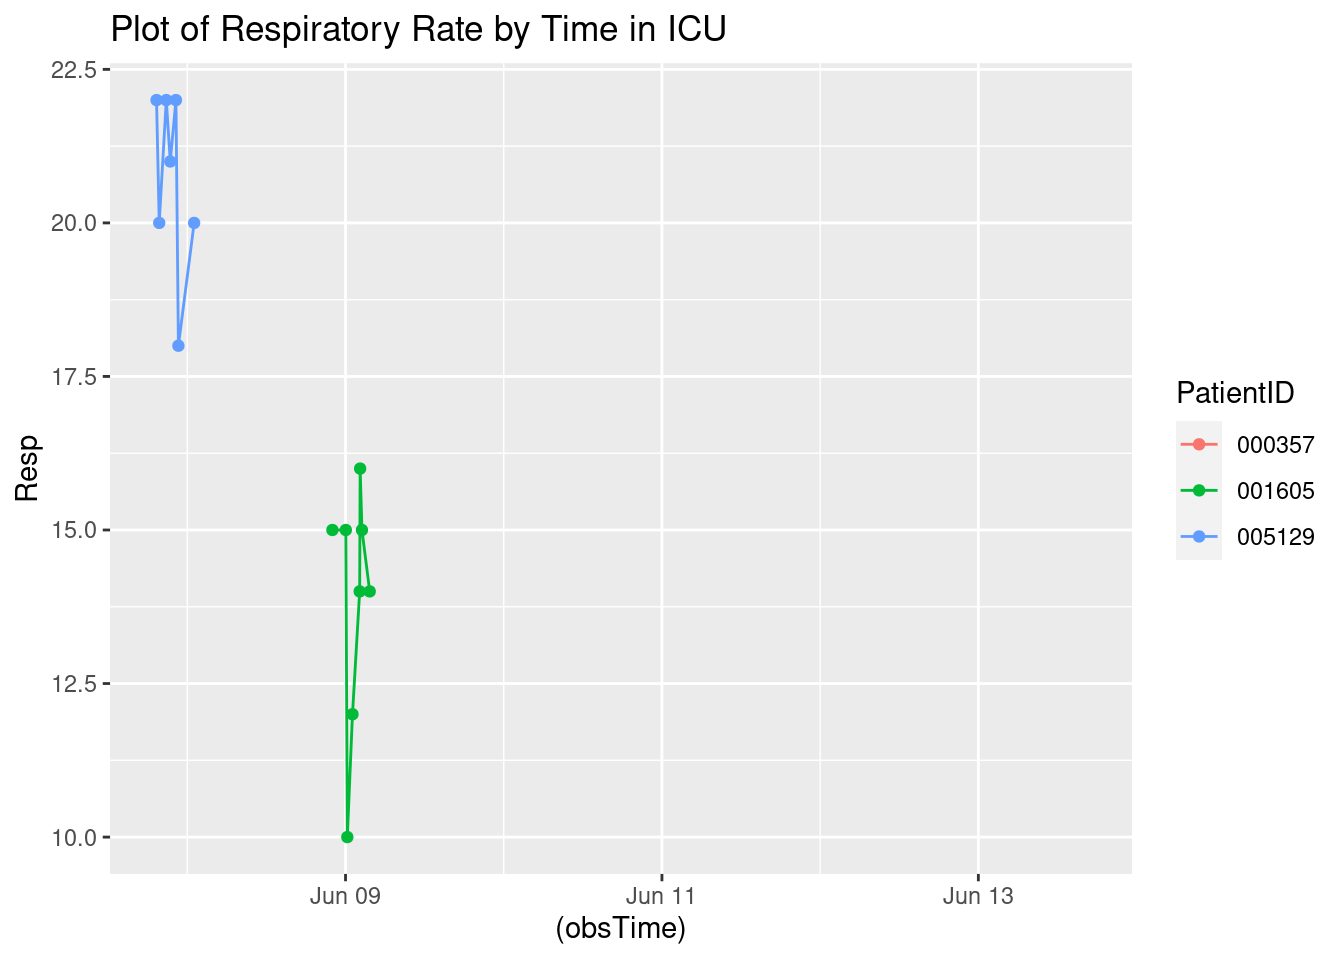 Plot of Respiratory Rate by Time in ICU
22.5
20.0
17.5
15.0
12.5
10.0
Resp
Jun 09
Jun 11
Jun 13
(obsTime)
PatientID
000357
001605
005129